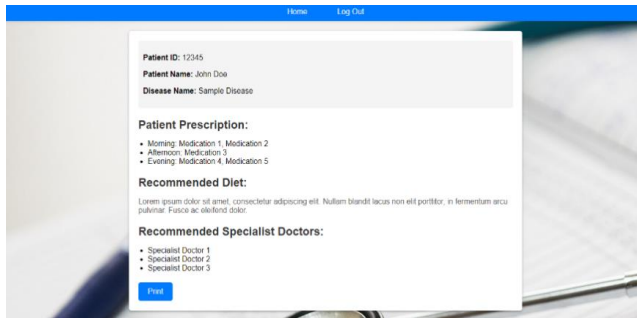 Home Log Out
Patient ID: 12345
Patient Name: John Doe
Disease Name: Sample Disease
Patient Prescription:
• Morning: Medication 1, Medication 2
• Afternoon: Medication 3
• Evening: Medication 4, Medication 5
Recommended Diet:
Lorem ipsum dolor sit amet, consectetur adipiscing elit. Nullam blandit lacus non elit porttitor, in fermentum arcu
pulvinar. Fusce ac eleifend dolor.
Recommended Specialist Doctors:
• Specialist Doctor 1
• Specialist Doctor 2
• Specialist Doctor 3
Print